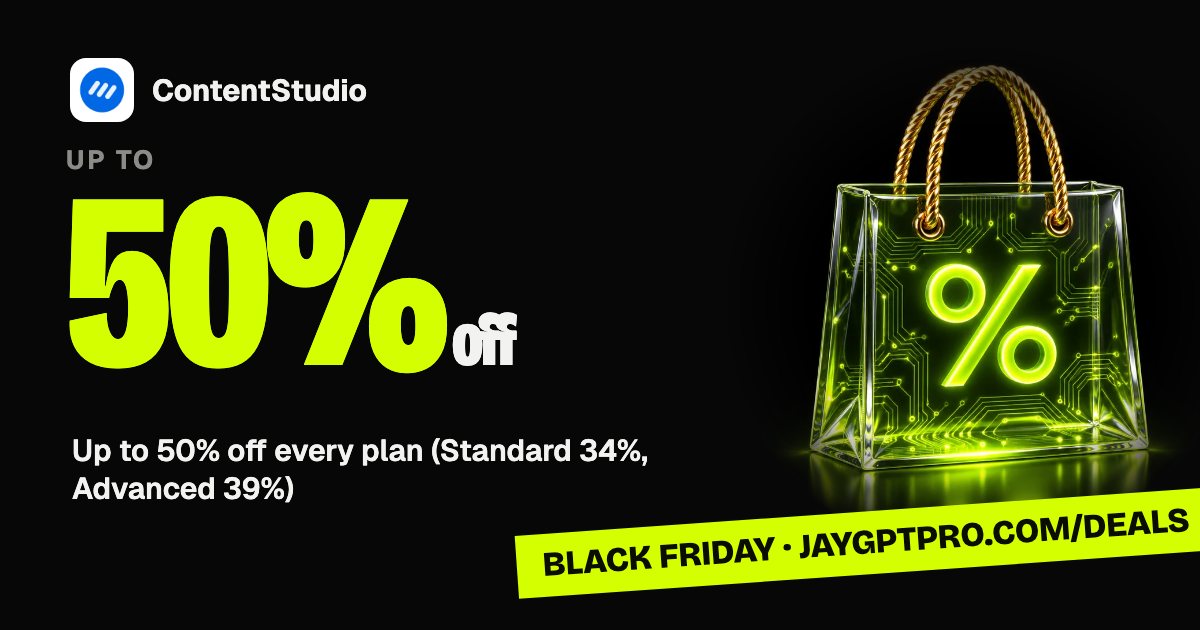 ContentStudio
UP TO
50% off
Up to 50% off every plan (Standard 34%,
Advanced 39%)
%
BLACK FRIDAY · JAYGPTPRO.COM/DEALS